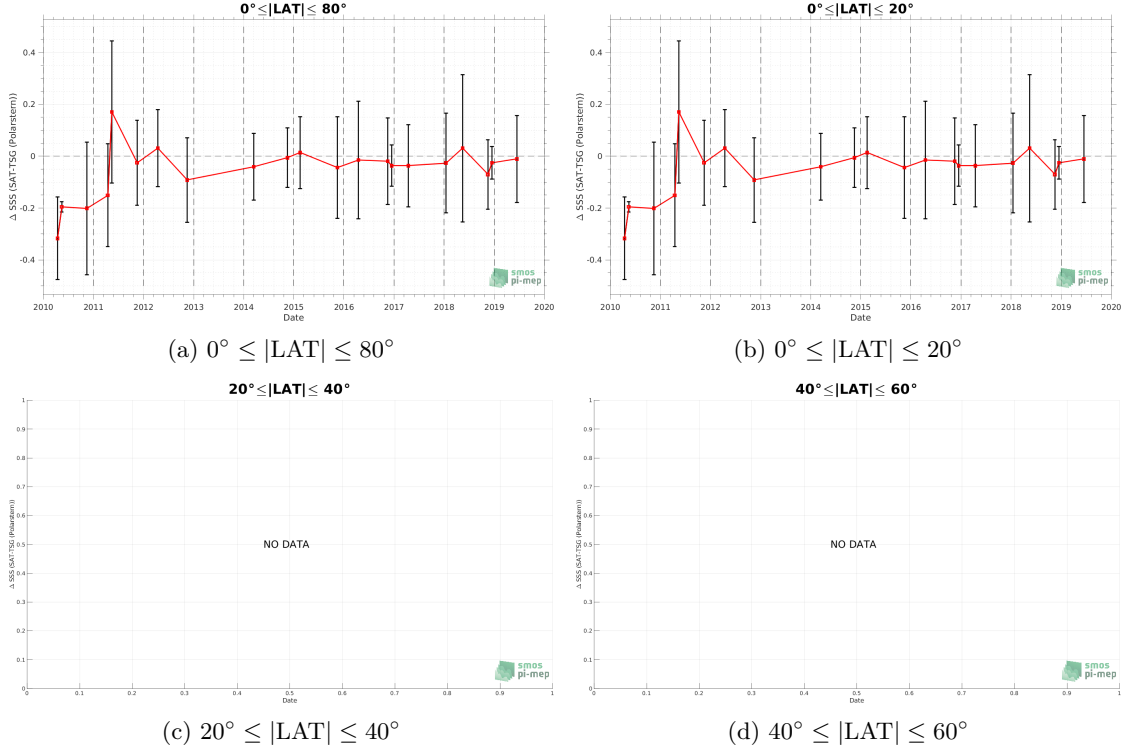 0°≤|LAT|≤ 80°
Δ SSS (SAT-TSG (Polarstern))
0.4
0.2
0
-0.2
-0.4
2010 2011 2012 2013 2014 2015 2016 2017 2018 2019 2020
Date
smos
pi-mep
(a) 0° ≤ |LAT| ≤ 80°
0°≤|LAT|≤ 20°
Δ SSS (SAT-TSG (Polarstern))
0.4
0.2
0
-0.2
-0.4
2010 2011 2012 2013 2014 2015 2016 2017 2018 2019 2020
Date
smos
pi-mep
(b) 0° ≤ |LAT| ≤ 20°
20°≤|LAT|≤ 40°
Δ SSS (SAT-TSG (Polarstern))
1
0.9
0.8
0.7
0.6
0.5
0.4
0.3
0.2
0.1
0
NO DATA
0 0.1 0.2 0.3 0.4 0.5 0.6 0.7 0.8 0.9 1
Date
smos
pi-mep
(c) 20° ≤ |LAT| ≤ 40°
40°≤|LAT|≤ 60°
Δ SSS (SAT-TSG (Polarstern))
1
0.9
0.8
0.7
0.6
0.5
0.4
0.3
0.2
0.1
0
NO DATA
0 0.1 0.2 0.3 0.4 0.5 0.6 0.7 0.8 0.9 1
Date
smos
pi-mep
(d) 40° ≤ |LAT| ≤ 60°